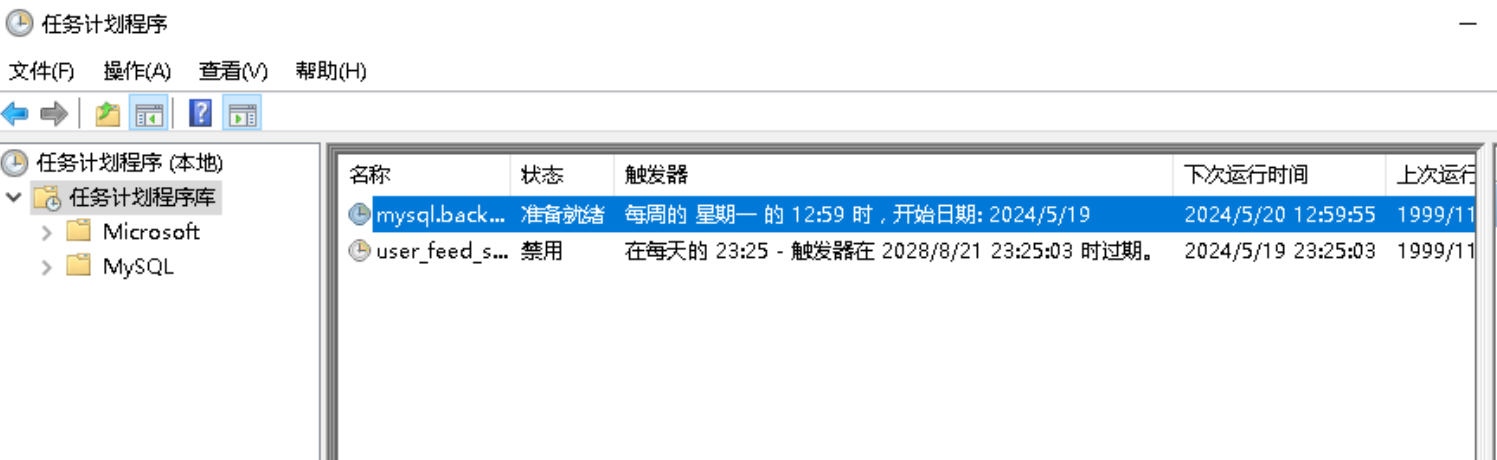 任务计划程序
文件(F) 操作(A) 查看(V) 帮助(H)
任务计划程序 (本地)
任务计划程序库
Microsoft
MySQL
名称 状态 触发器 下次运行时间 上次运行
mysql.back... 准备就绪 每周的 星期一 的 12:59 时，开始日期: 2024/5/19 2024/5/20 12:59:55 1999/11
user_feed_s... 禁用 在每天的 23:25 - 触发器在 2028/8/21 23:25:03 时过期。 2024/5/19 23:25:03 1999/11